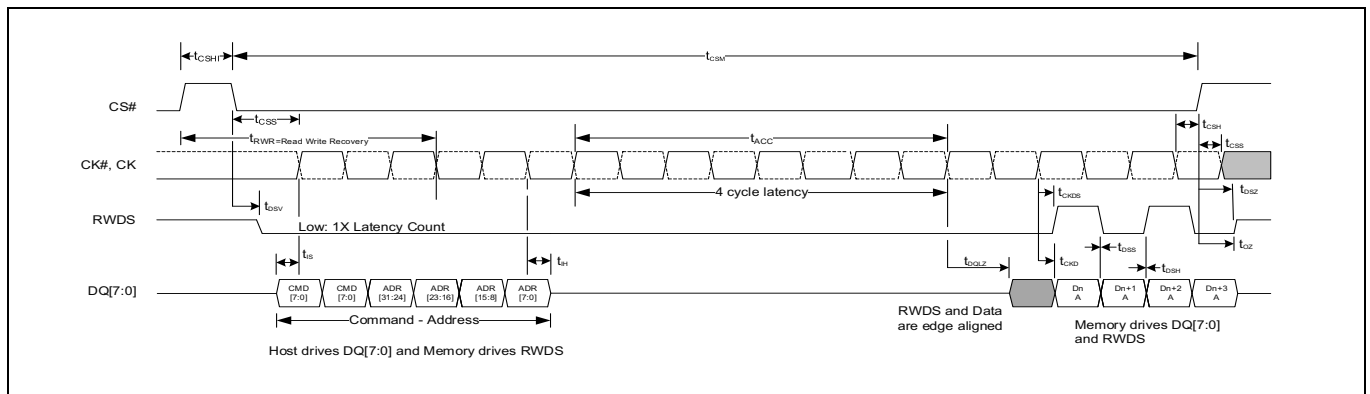 tCSHI
tCSM
CS#
tCSS
tRWR=Read Write Recovery
tACC
tCSH
tCSS
CK#, CK
4 cycle latency
tCKDS
tDSZ
RWDS
tDSV
Low: 1X Latency Count
tIS
tIH
tDQLZ
tCKD
tDSS
tDSH
tOZ
DQ[7:0]
CMD [7:0]
CMD [7:0]
ADR [31:24]
ADR [23:16]
ADR [15:8]
ADR [7:0]
Dn A
Dn+1 A
Dn+2 A
Dn+3 A
Command - Address
RWDS and Data
are edge aligned
Memory drives DQ[7:0]
and RWDS
Host drives DQ[7:0] and Memory drives RWDS